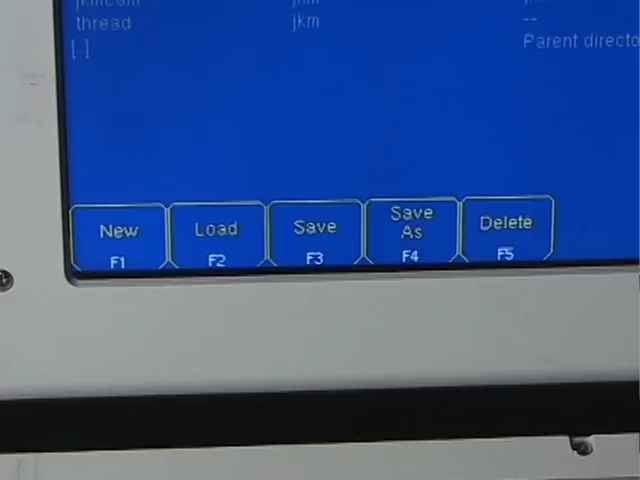 thread jkm --
[.] Parent directo
New Load Save Save As Delete
F1 F2 F3 F4 F5